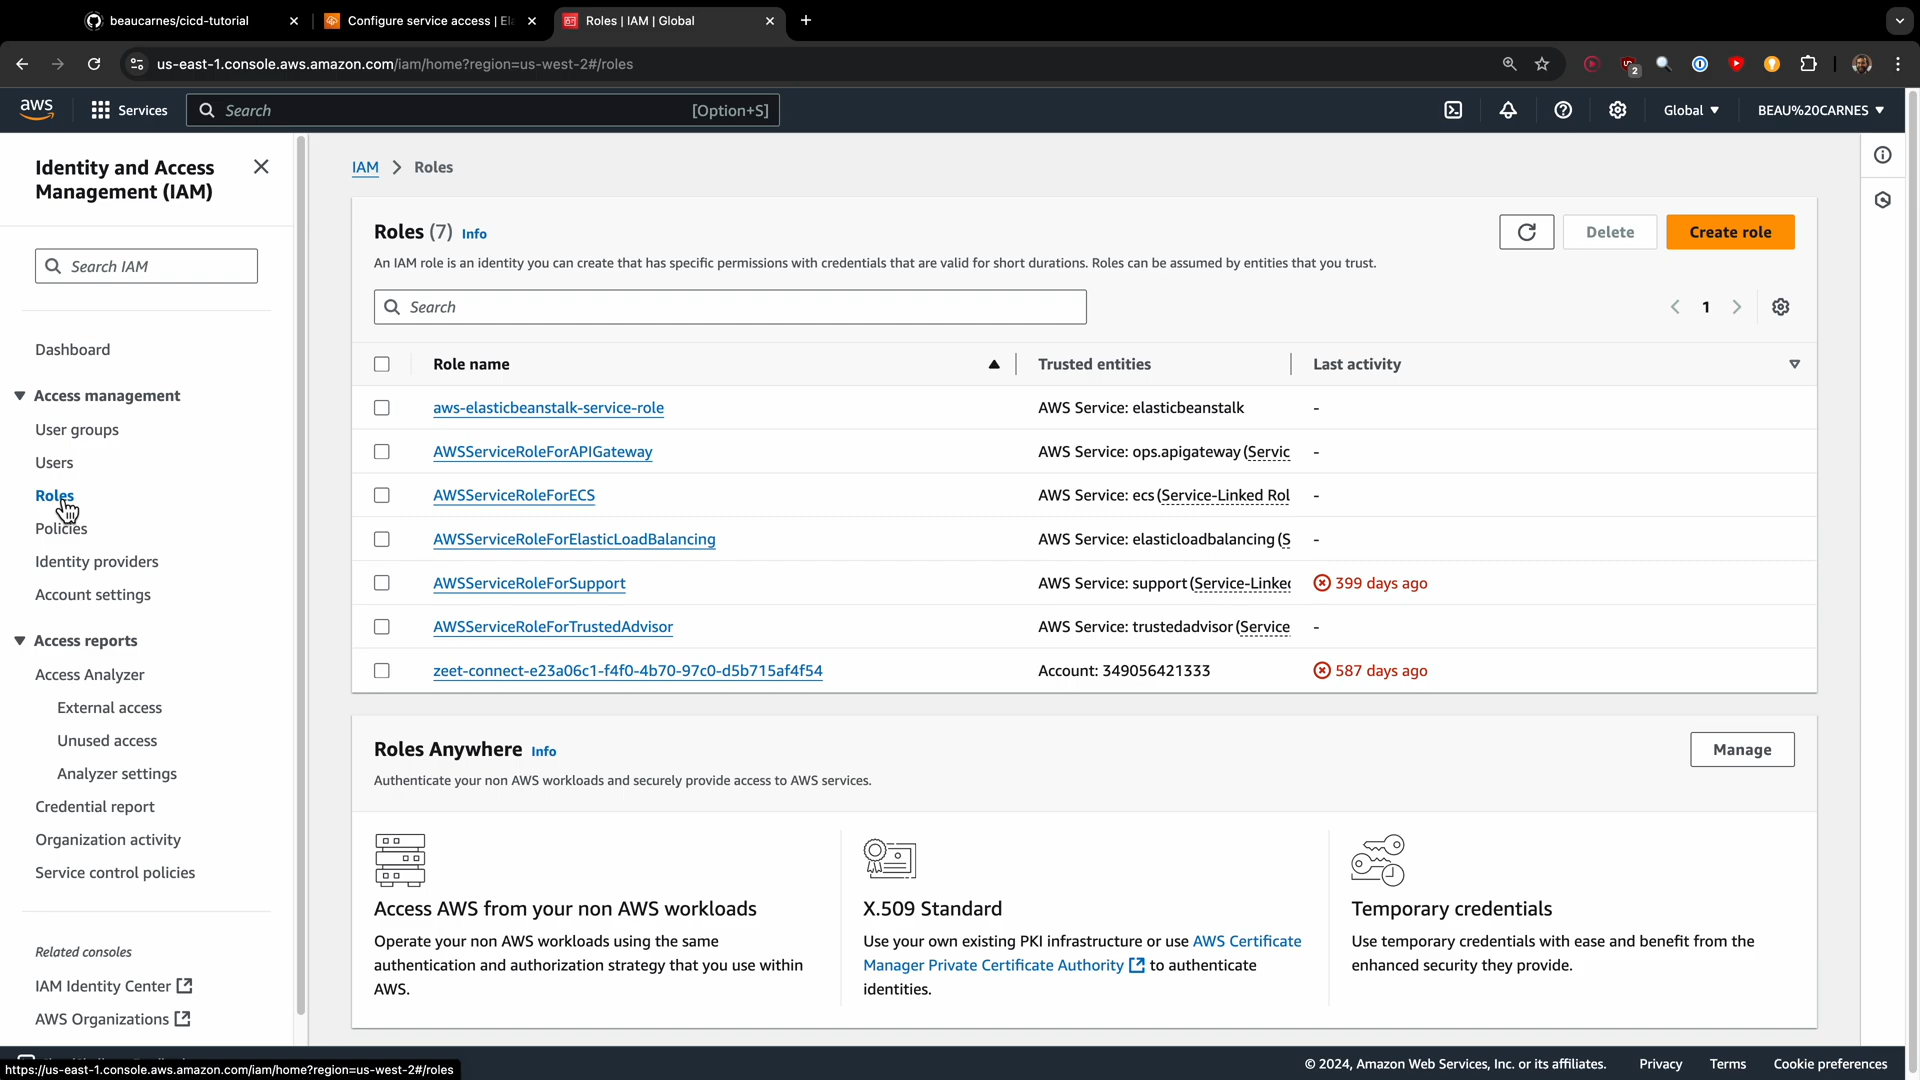 beaucarnes/cicd-tutorial
Configure service access | El
Roles | IAM | Global
us-east-1.console.aws.amazon.com/iam/home?region=us-west-2#/roles
2
aws
Services
Search
[Option+S]
Global
BEAU%20CARNES
Identity and Access
Management (IAM)
Search IAM
Dashboard
Access management
User groups
Users
Roles
Policies
Identity providers
Account settings
Access reports
Access Analyzer
External access
Unused access
Analyzer settings
Credential report
Organization activity
Service control policies
Related consoles
IAM Identity Center
AWS Organizations
IAM > Roles
Roles (7) Info
Delete
Create role
An IAM role is an identity you can create that has specific permissions with credentials that are valid for short durations. Roles can be assumed by entities that you trust.
Search
1
Role name Trusted entities Last activity
aws-elasticbeanstalk-service-role AWS Service: elasticbeanstalk -
AWSServiceRoleForAPIGateway AWS Service: ops.apigateway (Servic -
AWSServiceRoleForECS AWS Service: ecs (Service-Linked Rol -
AWSServiceRoleForElasticLoadBalancing AWS Service: elasticloadbalancing (S -
AWSServiceRoleForSupport AWS Service: support (Service-Linked 399 days ago
AWSServiceRoleForTrustedAdvisor AWS Service: trustedadvisor (Service -
zeet-connect-e23a06c1-f4f0-4b70-97c0-d5b715af4f54 Account: 349056421333 587 days ago
Roles Anywhere Info
Manage
Authenticate your non AWS workloads and securely provide access to AWS services.
Access AWS from your non AWS workloads
Operate your non AWS workloads using the same
authentication and authorization strategy that you use within
AWS.
X.509 Standard
Use your own existing PKI infrastructure or use AWS Certificate
Manager Private Certificate Authority to authenticate
identities.
Temporary credentials
Use temporary credentials with ease and benefit from the
enhanced security they provide.
© 2024, Amazon Web Services, Inc. or its affiliates.
Privacy
Terms
Cookie preferences
https://us-east-1.console.aws.amazon.com/iam/home?region=us-west-2#/roles